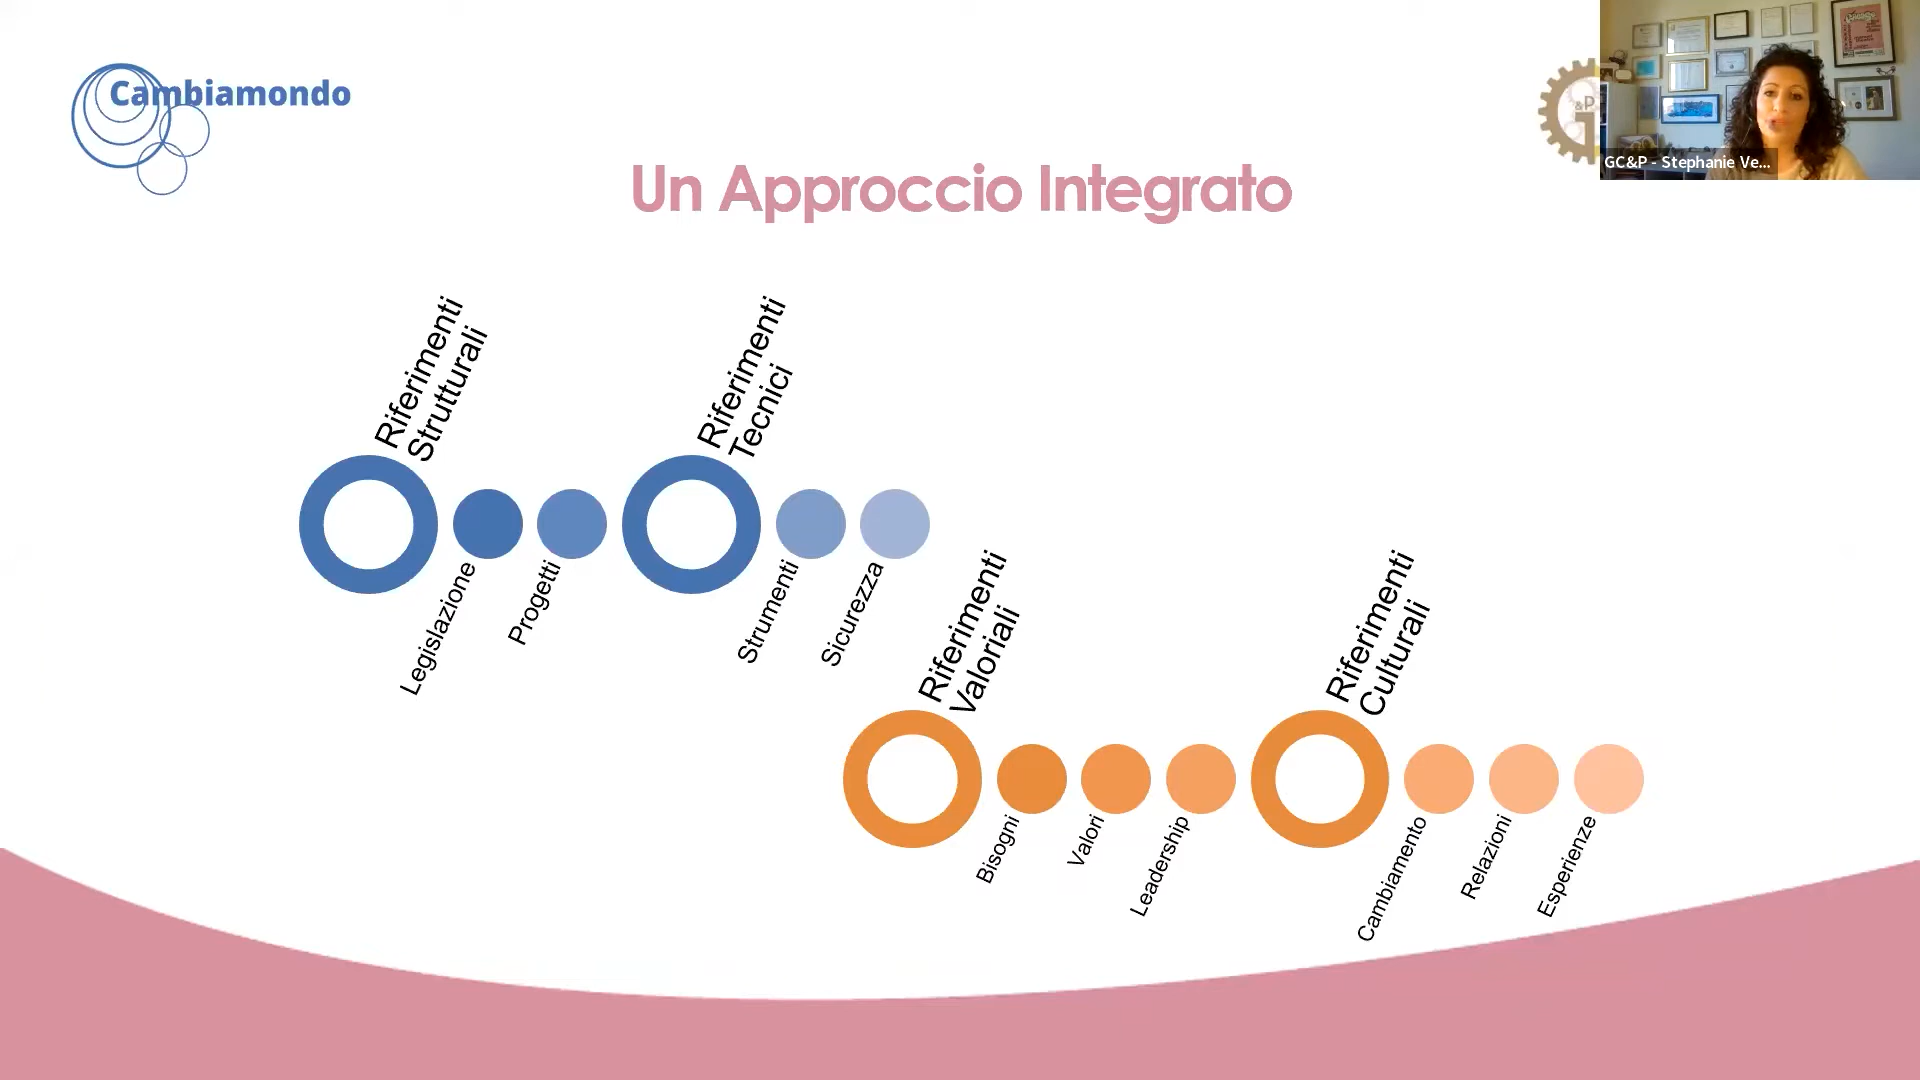 Cambiamondo
&P
GC&P - Stephanie Ve...
Un Approccio Integrato
Riferimenti
Strutturali
Riferimenti
Tecnici
Legislazione
Progetti
Strumenti
Sicurezza
Riferimenti
Valoriali
Riferimenti
Culturali
Bisogni
Valori
Leadership
Cambiamento
Relazioni
Esperienze